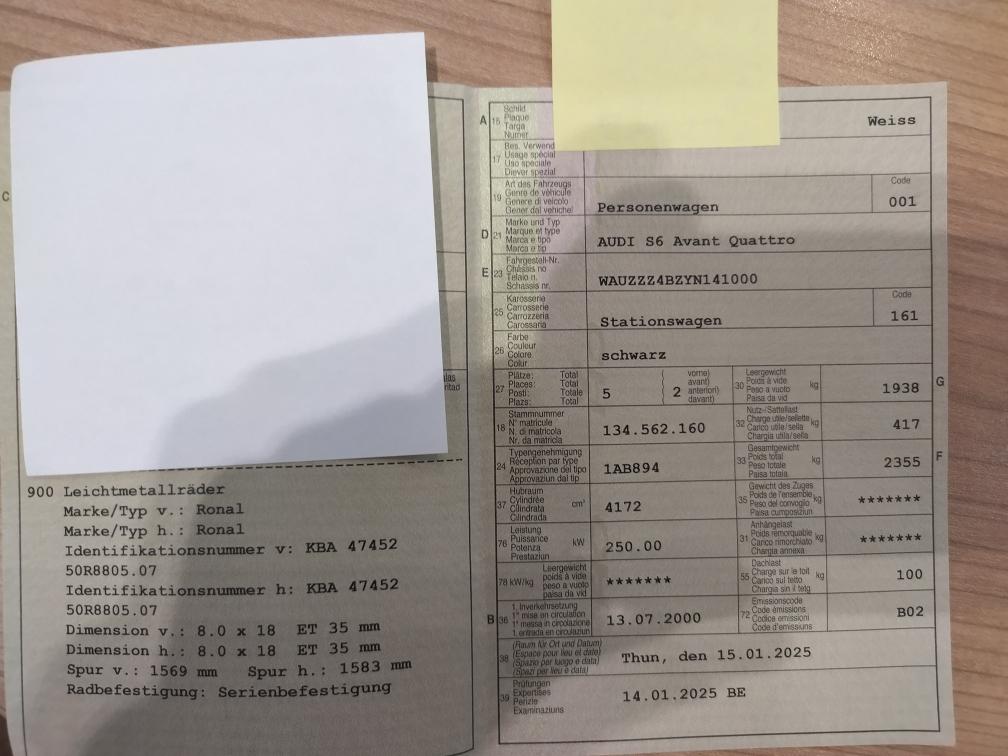 C
las
ritad
900 Leichtmetallräder
Marke/Typ v.: Ronal
Marke/Typ h.: Ronal
Identifikationsnummer v: KBA 47452
50R8805.07
Identifikationsnummer h: KBA 47452
50R8805.07
Dimension v.: 8.0 x 18 ET 35 mm
Dimension h.: 8.0 x 18 ET 35 mm
Spur v.: 1569 mm Spur h.: 1583 mm
Radbefestigung: Serienbefestigung
A 15 Schild
Plaque
Targa
Numer
Weiss
17 Bes. Verwend
Usage spécial
Uso speciale
Diever spezial
19 Art des Fahrzeugs
Genre de véhicule
Genere di veicolo
Gener dal vehichel
Personenwagen
Code
001
D 21 Marke und Typ
Marque et type
Marca e tipo
Marca e tip
AUDI S6 Avant Quattro
E 23 Fahrgestell-Nr.
Châssis no
Telaio n.
Schassis nr.
WAUZZZ4BZYN141000
25 Karosserie
Carrosserie
Carrozzeria
Carossaria
Stationswagen
Code
161
26 Farbe
Couleur
Colore
Colur
schwarz
27 Plätze: Total
Places: Total
Posti: Totale
Plazs: Total
5
2
vorne)
avant)
anteriori)
davant)
30 Leergewicht
Poids à vide
Peso a vuoto
Paisa da vid
kg
1938
G
18 Stammnummer
N° matricule
N. di matricola
Nr. da matricla
134.562.160
32 Nutz-/Sattellast
Charge utile/sellette
Carico utile/sella
Chargia utila/sella
kg
417
24 Typengenehmigung
Réception par type
Approvazione del tipo
Approvaziun dal tip
1AB894
33 Gesamtgewicht
Poids total
Peso totale
Paisa totala
kg
2355
F
37 Hubraum
Cylindrée
Cilindrata
Cilindrada
cm³
4172
35 Gewicht des Zuges
Poids de l'ensemble
Peso del convoglio
Paisa cumposiziun
kg
*******
76 Leistung
Puissance
Potenza
Prestaziun
kW
250.00
31 Anhängelast
Poids remorquable
Carico rimorchiato
Chargia annexa
kg
*******
78 kW/kg
Leergewicht
poids à vide
peso a vuoto
paisa da vid
*******
55 Dachlast
Charge sur le toit
Carico sul tetto
Chargia sin il tetg
kg
100
B 36 1. Inverkehrsetzung
1re mise en circulation
1a messa in circolazione
1. entrada en circulaziun
13.07.2000
72 Emissionscode
Code émissions
Codice emissioni
Code d'emissiuns
B02
38 (Raum für Ort und Datum)
(Espace pour lieu et date)
(Spazio per luogo e data)
(Spazi per lieu e data)
Thun, den 15.01.2025
39 Prüfungen
Expertises
Perizie
Examinaziuns
14.01.2025 BE